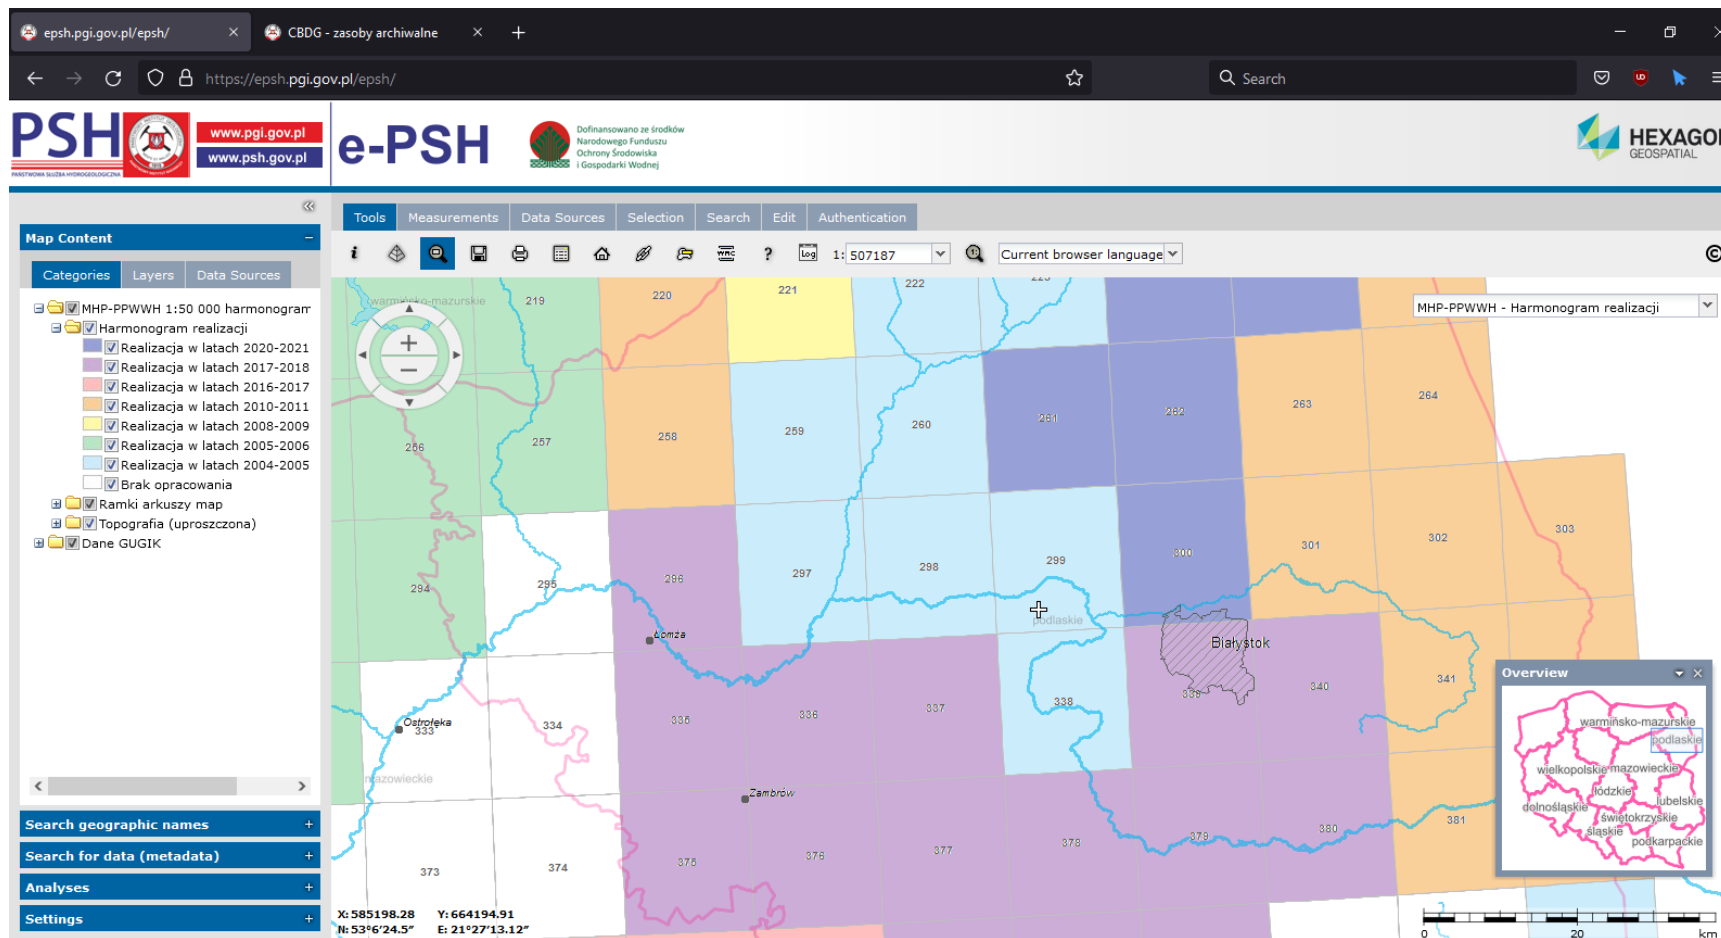 epsh.pgi.gov.pl/epsh/
CBDG - zasoby archiwalne
https://epsh.pgi.gov.pl/epsh/
Search
PSH
www.pgi.gov.pl
www.psh.gov.pl
PAŃSTWOWA SŁUŻBA HYDROGEOLOGICZNA
e-PSH
Dofinansowano ze środków
Narodowego Funduszu
Ochrony Środowiska
i Gospodarki Wodnej
HEXAGON
GEOSPATIAL
Tools
Measurements
Data Sources
Selection
Search
Edit
Authentication
1: 507187
Current browser language
Map Content
Categories
Layers
Data Sources
MHP-PPWWH 1:50 000 harmonogram
Harmonogram realizacji
Realizacja w latach 2020-2021
Realizacja w latach 2017-2018
Realizacja w latach 2016-2017
Realizacja w latach 2010-2011
Realizacja w latach 2008-2009
Realizacja w latach 2005-2006
Realizacja w latach 2004-2005
Brak opracowania
Ramki arkuszy map
Topografia (uproszczona)
Dane GUGIK
Search geographic names
Search for data (metadata)
Analyses
Settings
MHP-PPWWH - Harmonogram realizacji
warmińsko-mazurskie
219
220
221
222
223
256
257
258
259
260
261
262
263
264
294
295
296
297
298
299
300
301
302
303
podlaskie
Łomża
Białystok
Ostrołęka
333
334
335
336
337
338
339
340
341
mazowieckie
Zambrów
373
374
375
376
377
378
379
380
381
Overview
warmińsko-mazurskie
podlaskie
wielkopolskie
mazowieckie
łódzkie
lubelskie
dolnośląskie
świętokrzyskie
śląskie
podkarpackie
X: 585198.28 Y: 664194.91
N: 53°6'24.5" E: 21°27'13.12"
0 20 km